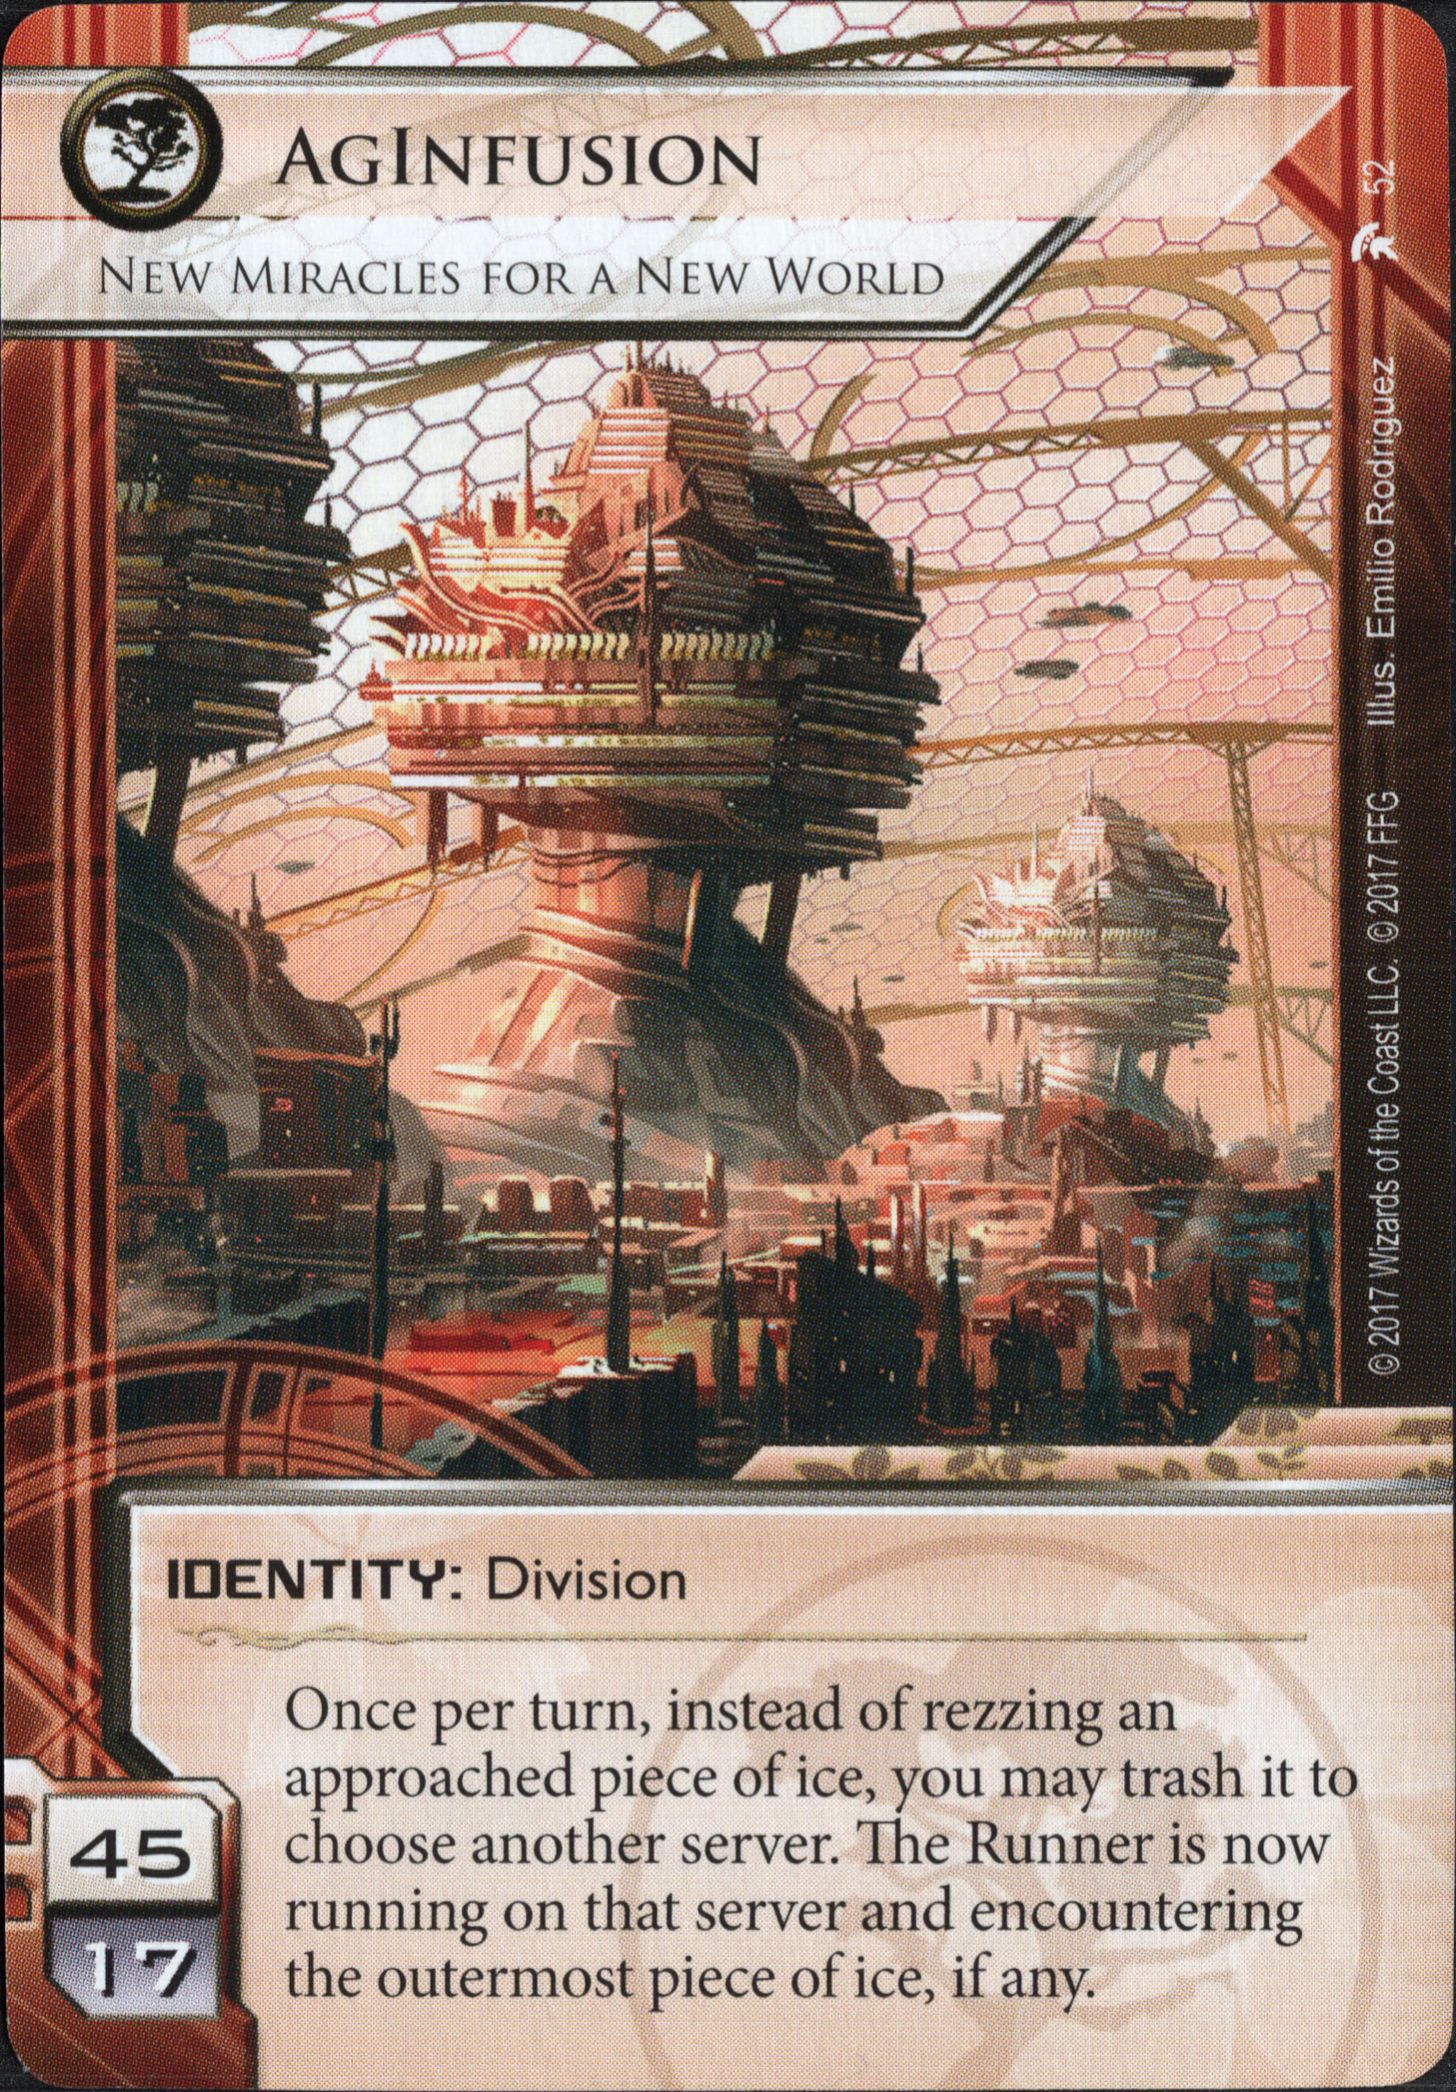 AgInfusion
New Miracles for a New World
52
Illus. Emilio Rodriguez
© 2017 Wizards of the Coast LLC. © 2017 FFG.
IDENTITY: Division
Once per turn, instead of rezzing an
approached piece of ice, you may trash it to
choose another server. The Runner is now
running on that server and encountering
the outermost piece of ice, if any.
45
17